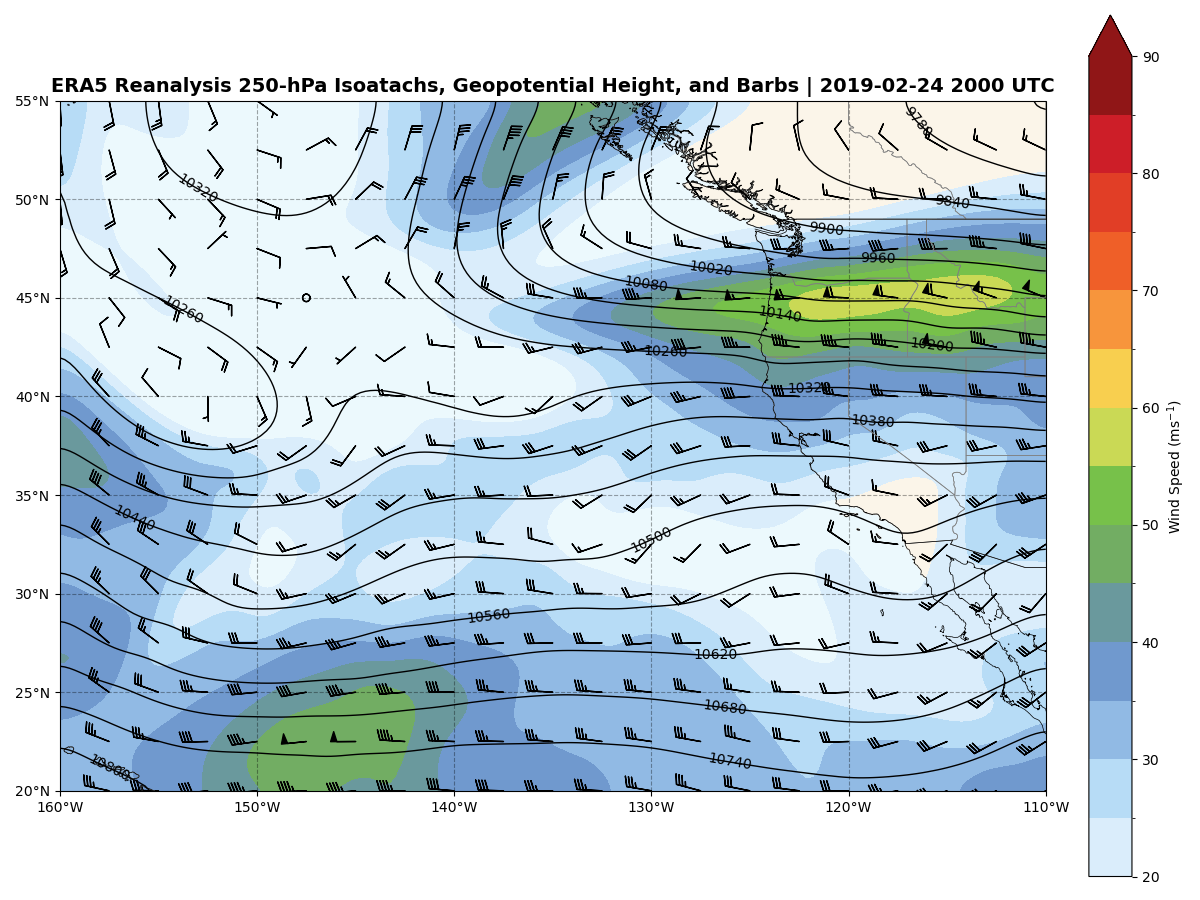 ERA5 Reanalysis 250-hPa Isoatachs, Geopotential Height, and Barbs | 2019-02-24 2000 UTC
90
80
70
60
50
40
30
20
Wind Speed (ms⁻¹)
55°N
50°N
45°N
40°N
35°N
30°N
25°N
20°N
160°W
150°W
140°W
130°W
120°W
110°W
9780
10320
9840
9900
9960
10020
10080
10260
10140
10200
10260
10320
10380
10440
10500
10560
10620
10680
10740
10800